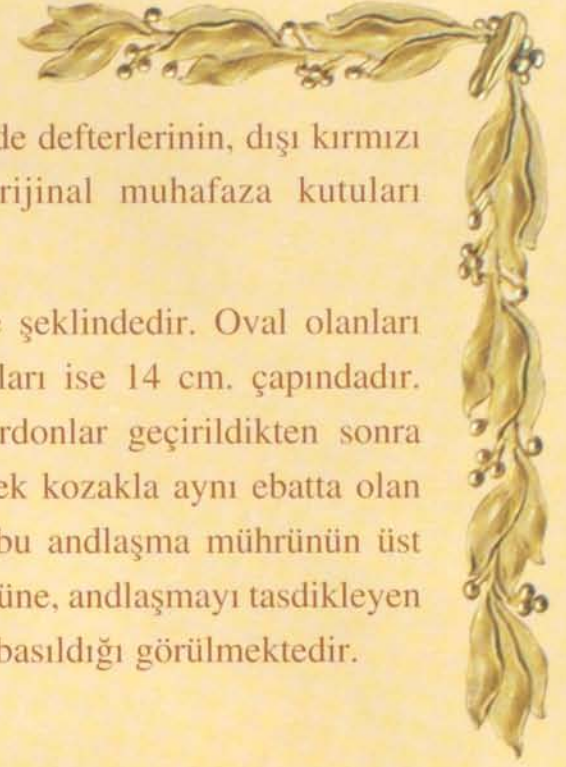 de defterlerinin, dışı kırmızı
rijinal muhafaza kutuları
şeklindedir. Oval olanları
ları ise 14 cm. çapındadır.
rdonlar geçirildikten sonra
ek kozakla aynı ebatta olan
bu andlaşma mührünün üst
üne, andlaşmayı tasdikleyen
basıldığı görülmektedir.